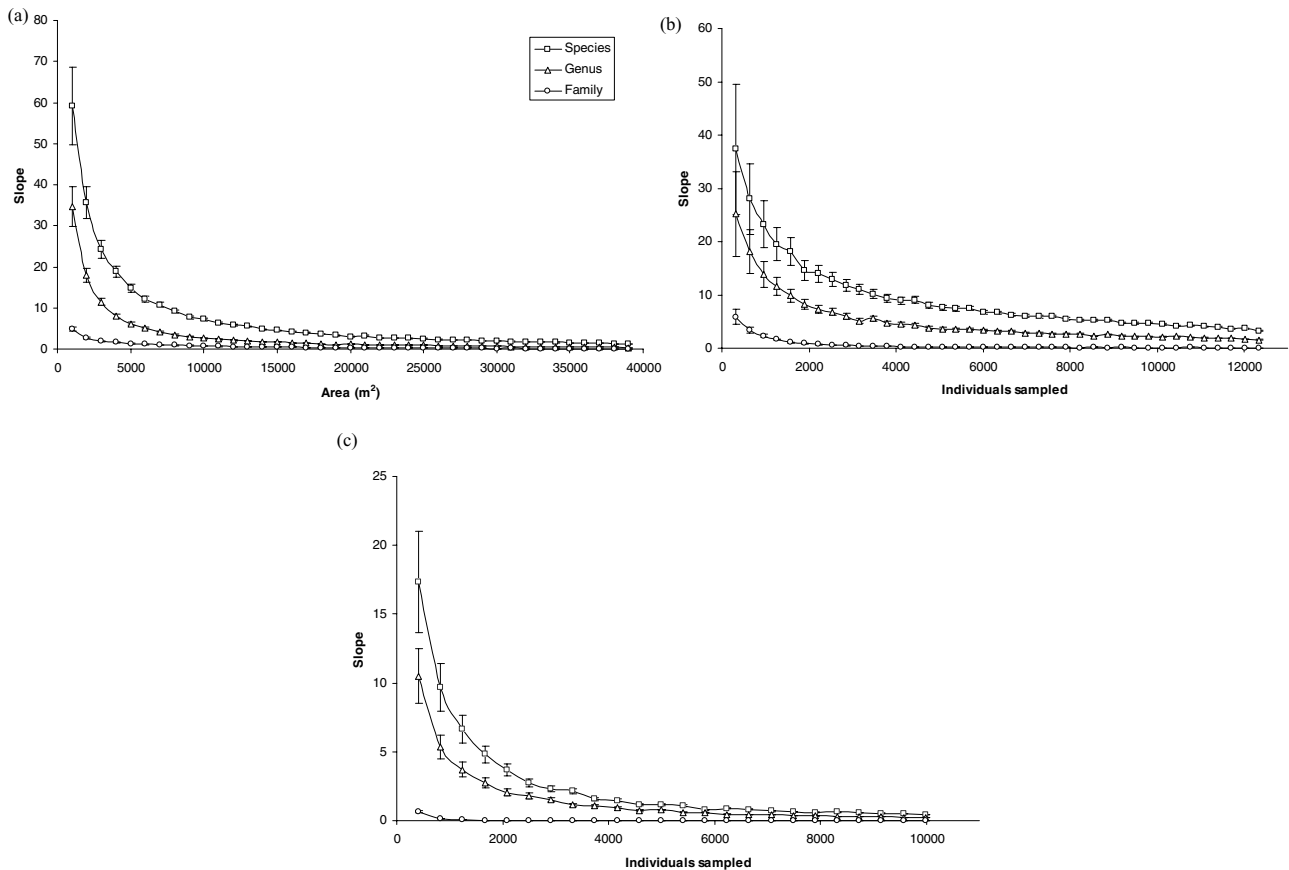 (a)
80
70
60
50
40
30
20
10
0
Slope
0 5000 10000 15000 20000 25000 30000 35000 40000
Area (m²)
Species
Genus
Family
(b)
60
50
40
30
20
10
0
Slope
0 2000 4000 6000 8000 10000 12000
Individuals sampled
(c)
25
20
15
10
5
0
Slope
0 2000 4000 6000 8000 10000
Individuals sampled